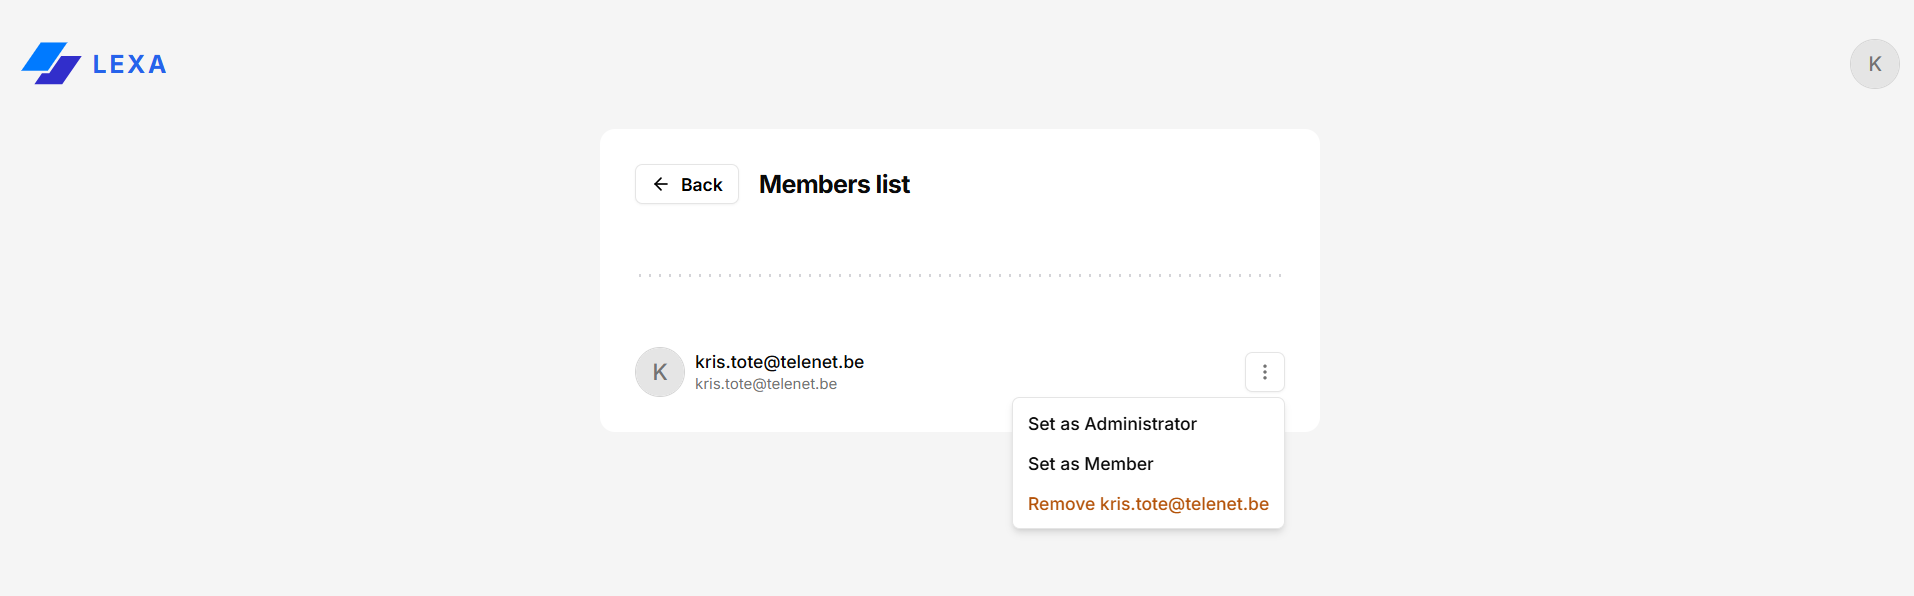 LEXA
K
Back
Members list
K
kris.tote@telenet.be
kris.tote@telenet.be
Set as Administrator
Set as Member
Remove kris.tote@telenet.be